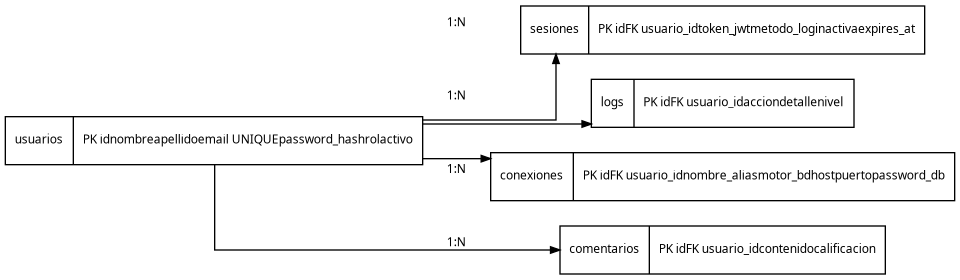 1:N
sesiones
PK idFK usuario_idtoken_jwtmetodo_loginactivaexpires_at
1:N
logs
PK idFK usuario_idacciondetallenivel
usuarios
PK idnombreapellidoemail UNIQUEpassword_hashrolactivo
1:N
conexiones
PK idFK usuario_idnombre_aliasmotor_bdhostpuertopassword_db
1:N
comentarios
PK idFK usuario_idcontenidocalificacion